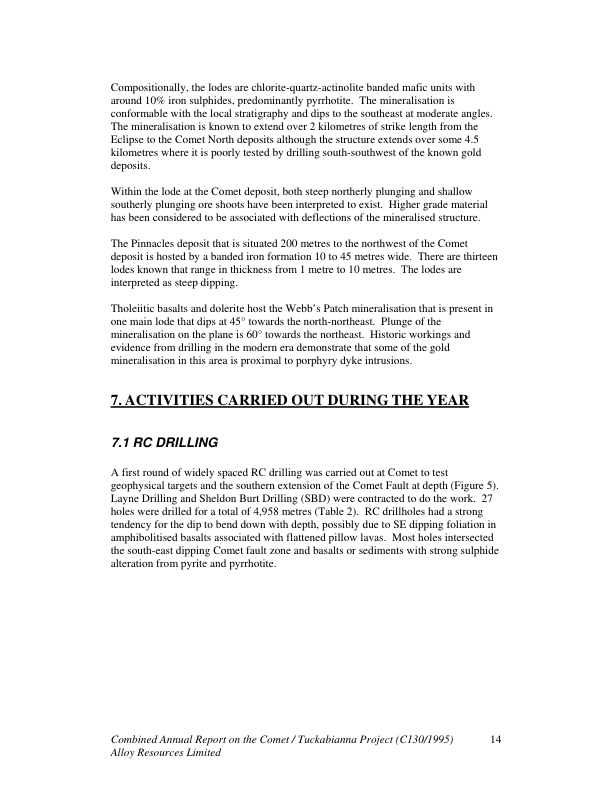 Compositionally, the lodes are chlorite-quartz-actinolite banded mafic units with
around 10% iron sulphides, predominantly pyrrhotite.  The mineralisation is
conformable with the local stratigraphy and dips to the southeast at moderate angles.
The mineralisation is known to extend over 2 kilometres of strike length from the
Eclipse to the Comet North deposits although the structure extends over some 4.5
kilometres where it is poorly tested by drilling south-southwest of the known gold
deposits.
Within the lode at the Comet deposit, both steep northerly plunging and shallow
southerly plunging ore shoots have been interpreted to exist.  Higher grade material
has been considered to be associated with deflections of the mineralised structure.
The Pinnacles deposit that is situated 200 metres to the northwest of the Comet
deposit is hosted by a banded iron formation 10 to 45 metres wide.  There are thirteen
lodes known that range in thickness from 1 metre to 10 metres.  The lodes are
interpreted as steep dipping.
Tholeiitic basalts and dolerite host the Webb's Patch mineralisation that is present in
one main lode that dips at 45° towards the north-northeast.  Plunge of the
mineralisation on the plane is 60° towards the northeast.  Historic workings and
evidence from drilling in the modern era demonstrate that some of the gold
mineralisation in this area is proximal to porphyry dyke intrusions.
7. ACTIVITIES CARRIED OUT DURING THE YEAR
7.1 RC DRILLING
A first round of widely spaced RC drilling was carried out at Comet to test
geophysical targets and the southern extension of the Comet Fault at depth (Figure 5).
Layne Drilling and Sheldon Burt Drilling (SBD) were contracted to do the work.  27
holes were drilled for a total of 4,958 metres (Table 2).  RC drillholes had a strong
tendency for the dip to bend down with depth, possibly due to SE dipping foliation in
amphibolitised basalts associated with flattened pillow lavas.  Most holes intersected
the south-east dipping Comet fault zone and basalts or sediments with strong sulphide
alteration from pyrite and pyrrhotite.
Combined Annual Report on the Comet / Tuckabianna Project (C130/1995) 14
Alloy Resources Limited